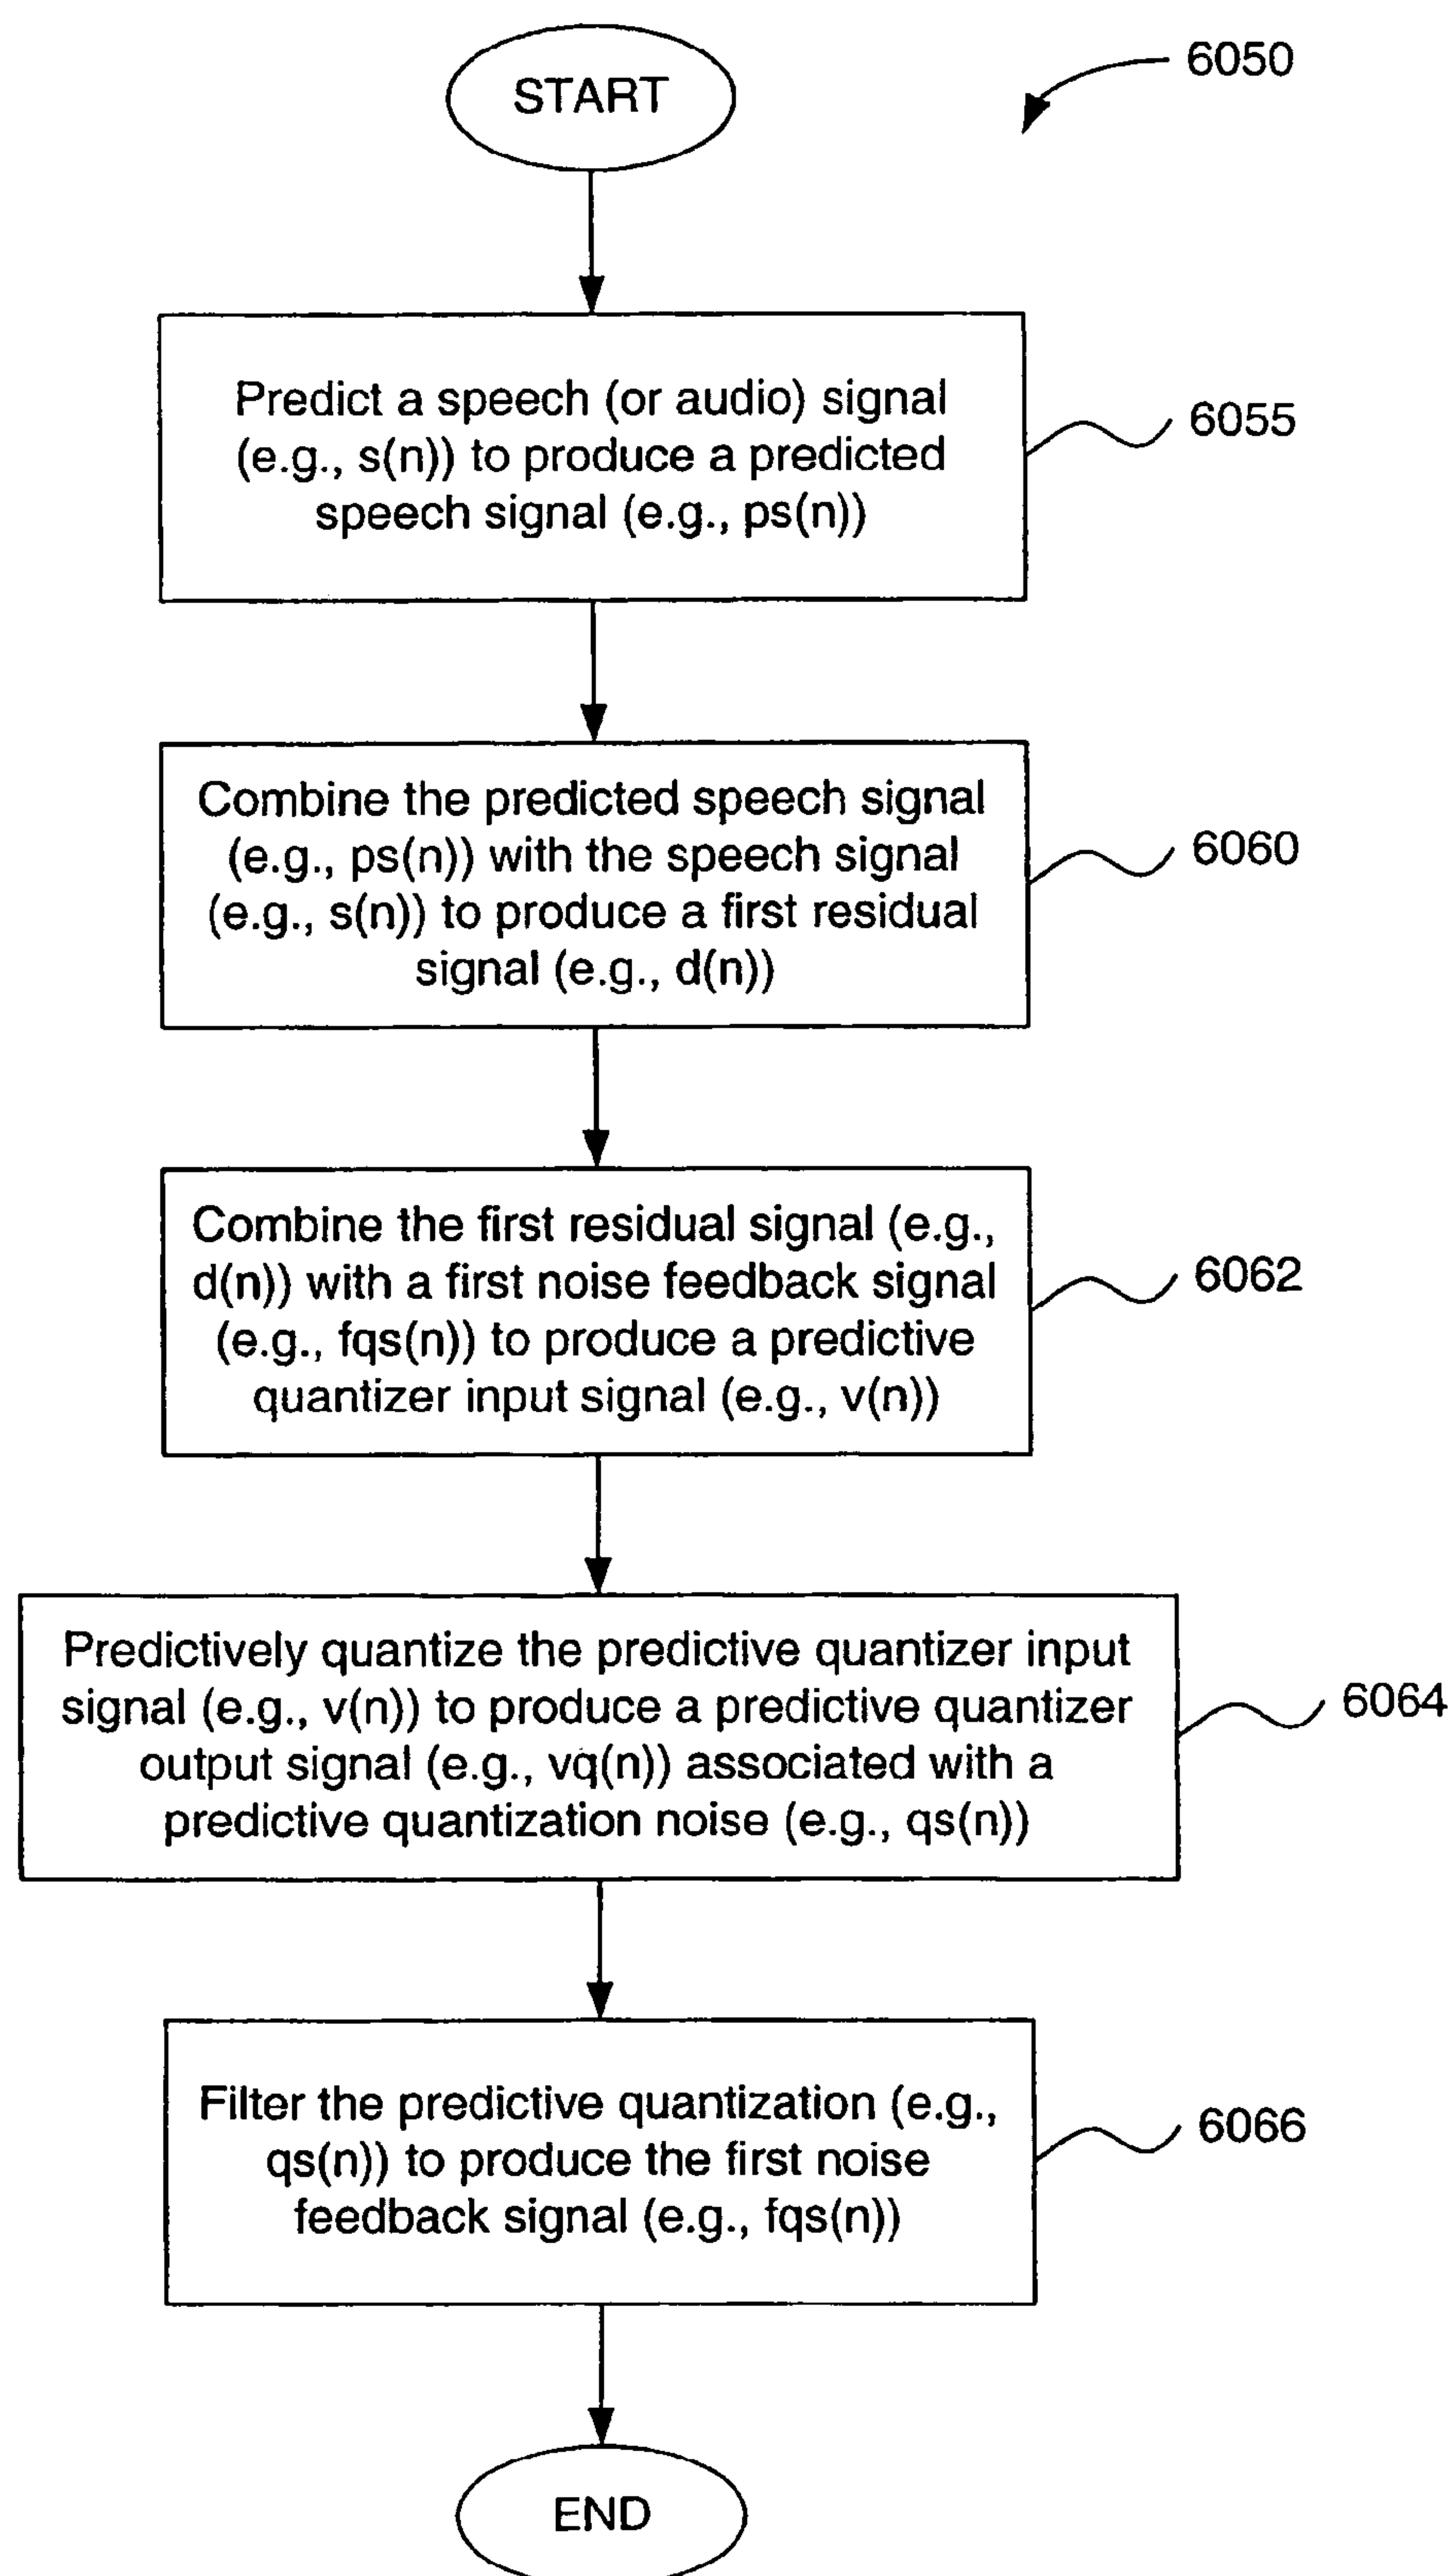 START
6050
Predict a speech (or audio) signal
(e.g., s(n)) to produce a predicted
speech signal (e.g., ps(n))
6055
Combine the predicted speech signal
(e.g., ps(n)) with the speech signal
(e.g., s(n)) to produce a first residual
signal (e.g., d(n))
6060
Combine the first residual signal (e.g.,
d(n)) with a first noise feedback signal
(e.g., fqs(n)) to produce a predictive
quantizer input signal (e.g., v(n))
6062
Predictively quantize the predictive quantizer input
signal (e.g., v(n)) to produce a predictive quantizer
output signal (e.g., vq(n)) associated with a
predictive quantization noise (e.g., qs(n))
6064
Filter the predictive quantization (e.g.,
qs(n)) to produce the first noise
feedback signal (e.g., fqs(n))
6066
END